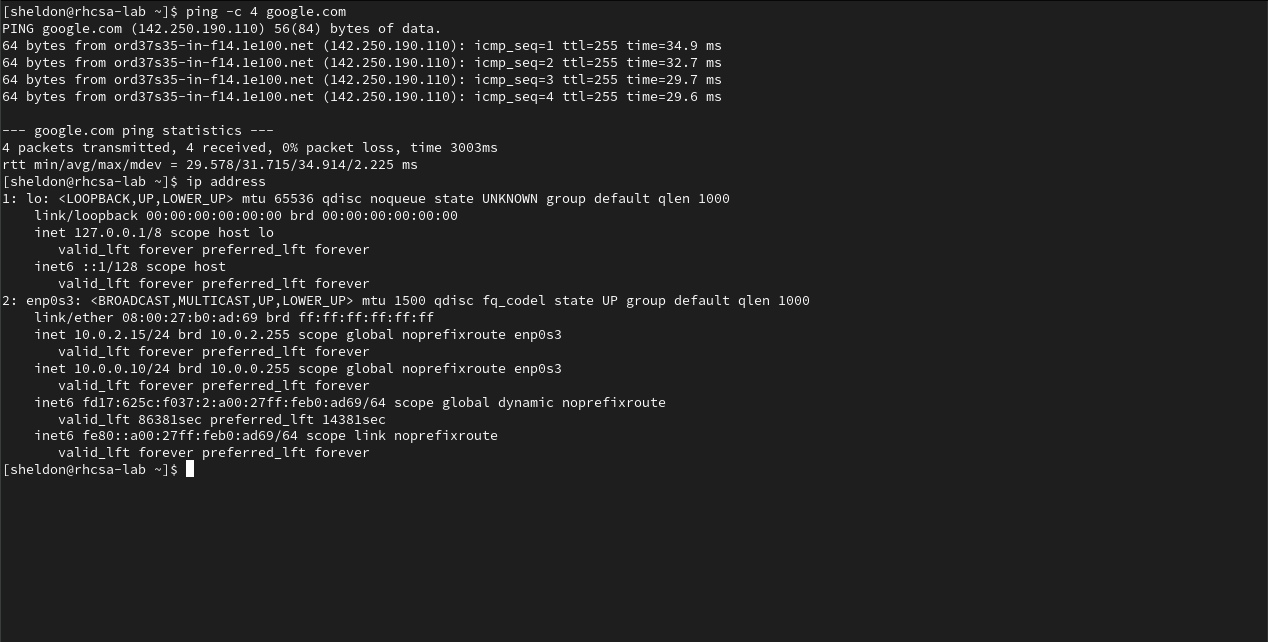 [sheldon@rhcsa-lab ~]$ ping -c 4 google.com
PING google.com (142.250.190.110) 56(84) bytes of data.
64 bytes from ord37s35-in-f14.1e100.net (142.250.190.110): icmp_seq=1 ttl=255 time=34.9 ms
64 bytes from ord37s35-in-f14.1e100.net (142.250.190.110): icmp_seq=2 ttl=255 time=32.7 ms
64 bytes from ord37s35-in-f14.1e100.net (142.250.190.110): icmp_seq=3 ttl=255 time=29.7 ms
64 bytes from ord37s35-in-f14.1e100.net (142.250.190.110): icmp_seq=4 ttl=255 time=29.6 ms

--- google.com ping statistics ---
4 packets transmitted, 4 received, 0% packet loss, time 3003ms
rtt min/avg/max/mdev = 29.578/31.715/34.914/2.225 ms
[sheldon@rhcsa-lab ~]$ ip address
1: lo: <LOOPBACK,UP,LOWER_UP> mtu 65536 qdisc noqueue state UNKNOWN group default qlen 1000
    link/loopback 00:00:00:00:00:00 brd 00:00:00:00:00:00
    inet 127.0.0.1/8 scope host lo
       valid_lft forever preferred_lft forever
    inet6 ::1/128 scope host
       valid_lft forever preferred_lft forever
2: enp0s3: <BROADCAST,MULTICAST,UP,LOWER_UP> mtu 1500 qdisc fq_codel state UP group default qlen 1000
    link/ether 08:00:27:b0:ad:69 brd ff:ff:ff:ff:ff:ff
    inet 10.0.2.15/24 brd 10.0.2.255 scope global noprefixroute enp0s3
       valid_lft forever preferred_lft forever
    inet 10.0.0.10/24 brd 10.0.0.255 scope global noprefixroute enp0s3
       valid_lft forever preferred_lft forever
    inet6 fd17:625c:f037:2:a00:27ff:feb0:ad69/64 scope global dynamic noprefixroute
       valid_lft 86381sec preferred_lft 14381sec
    inet6 fe80::a00:27ff:feb0:ad69/64 scope link noprefixroute
       valid_lft forever preferred_lft forever
[sheldon@rhcsa-lab ~]$